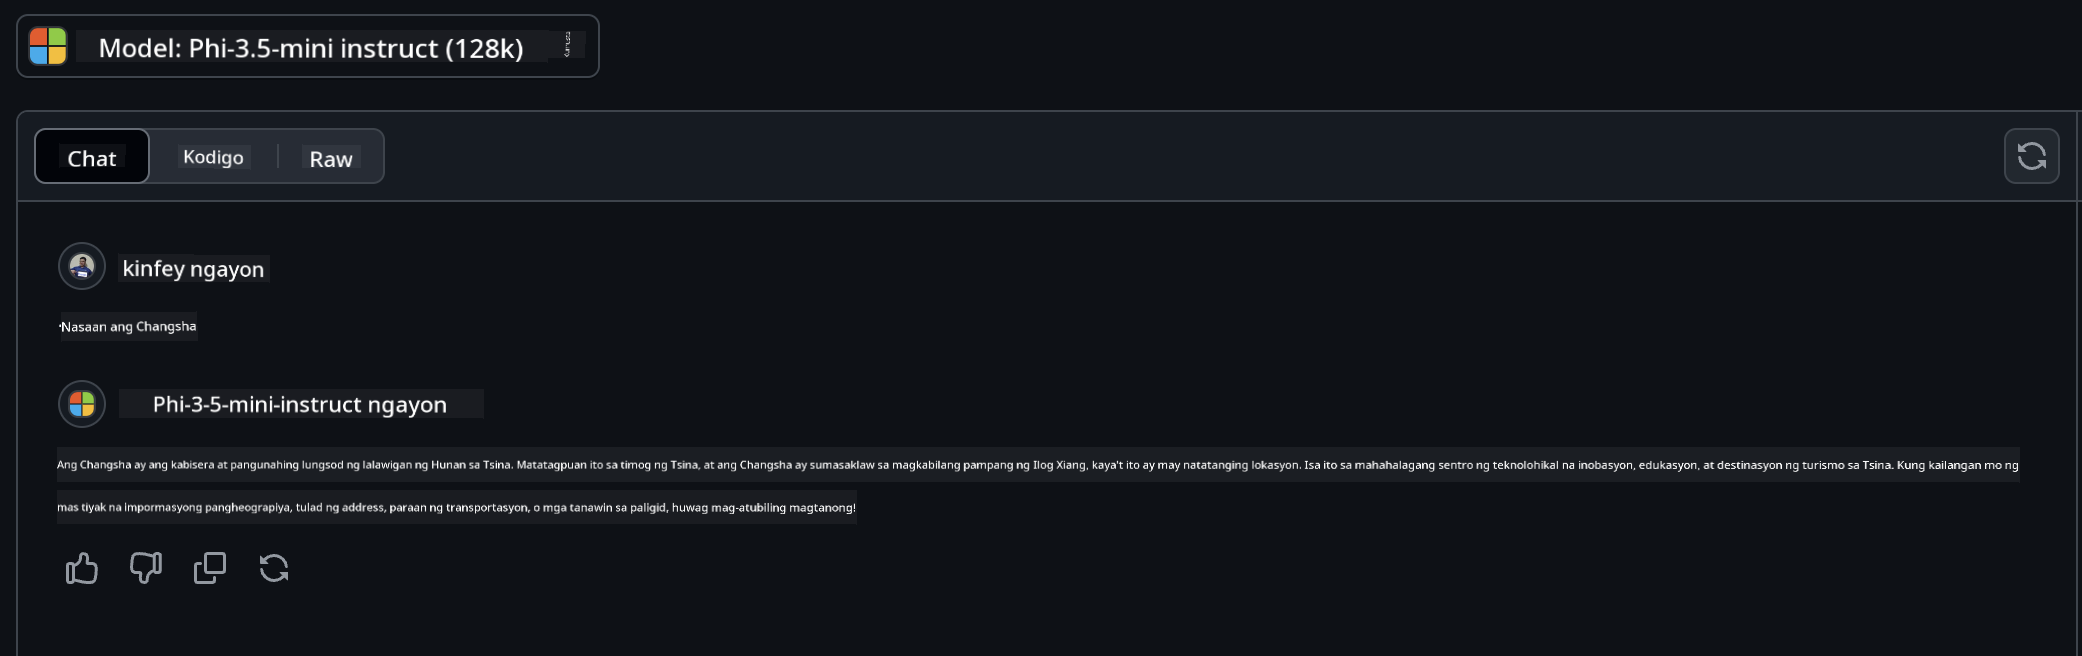 Model: Phi-3.5-mini instruct (128k)
Chat
Kodigo
Raw
kinfey ngayon
Nasaan ang Changsha
Phi-3-5-mini-instruct ngayon
Ang Changsha ay ang kabisera at pangunahing lungsod ng lalawigan ng Hunan sa Tsina. Matatagpuan ito sa timog ng Tsina, at ang Changsha ay sumasaklaw sa magkabilang pampang ng Ilog Xiang, kaya't ito ay may natatanging lokasyon. Isa ito sa mahahalagang sentro ng teknolohikal na inobasyon, edukasyon, at destinasyon ng turismo sa Tsina. Kung kailangan mo ng
mas tiyak na impormasyong pangheograpiya, tulad ng address, paraan ng transportasyon, o mga tanawin sa paligid, huwag mag-atubiling magtanong!